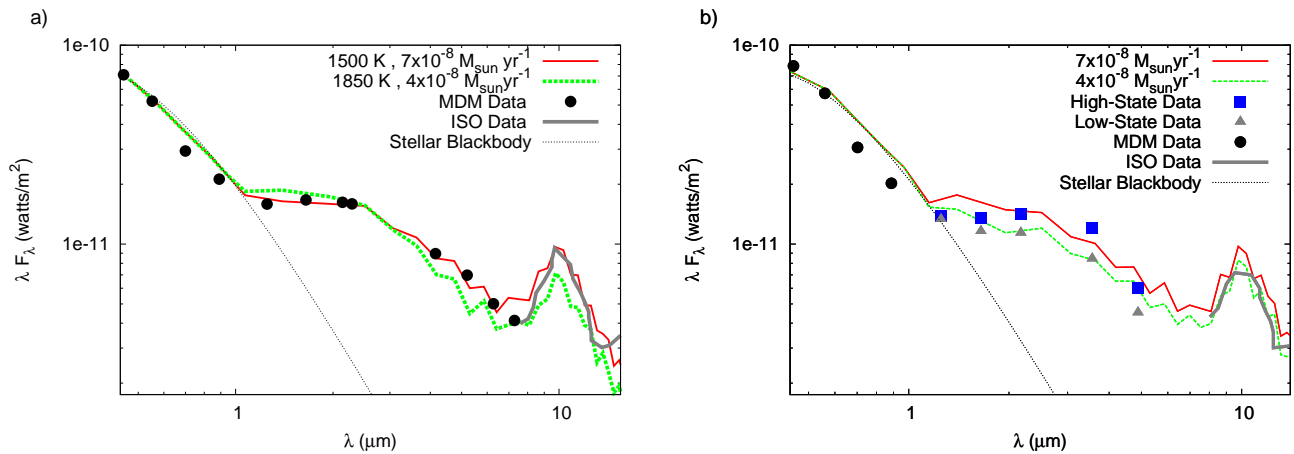 a)
1e-10
1e-11
λ Fλ (watts/m²)
1500 K , 7x10⁻⁸ Msun yr⁻¹
1850 K , 4x10⁻⁸ Msunyr⁻¹
MDM Data
ISO Data
Stellar Blackbody
1
10
λ (μm)
b)
1e-10
1e-11
λ Fλ (watts/m²)
7x10⁻⁸ Msunyr⁻¹
4x10⁻⁸ Msunyr⁻¹
High-State Data
Low-State Data
MDM Data
ISO Data
Stellar Blackbody
1
10
λ (μm)